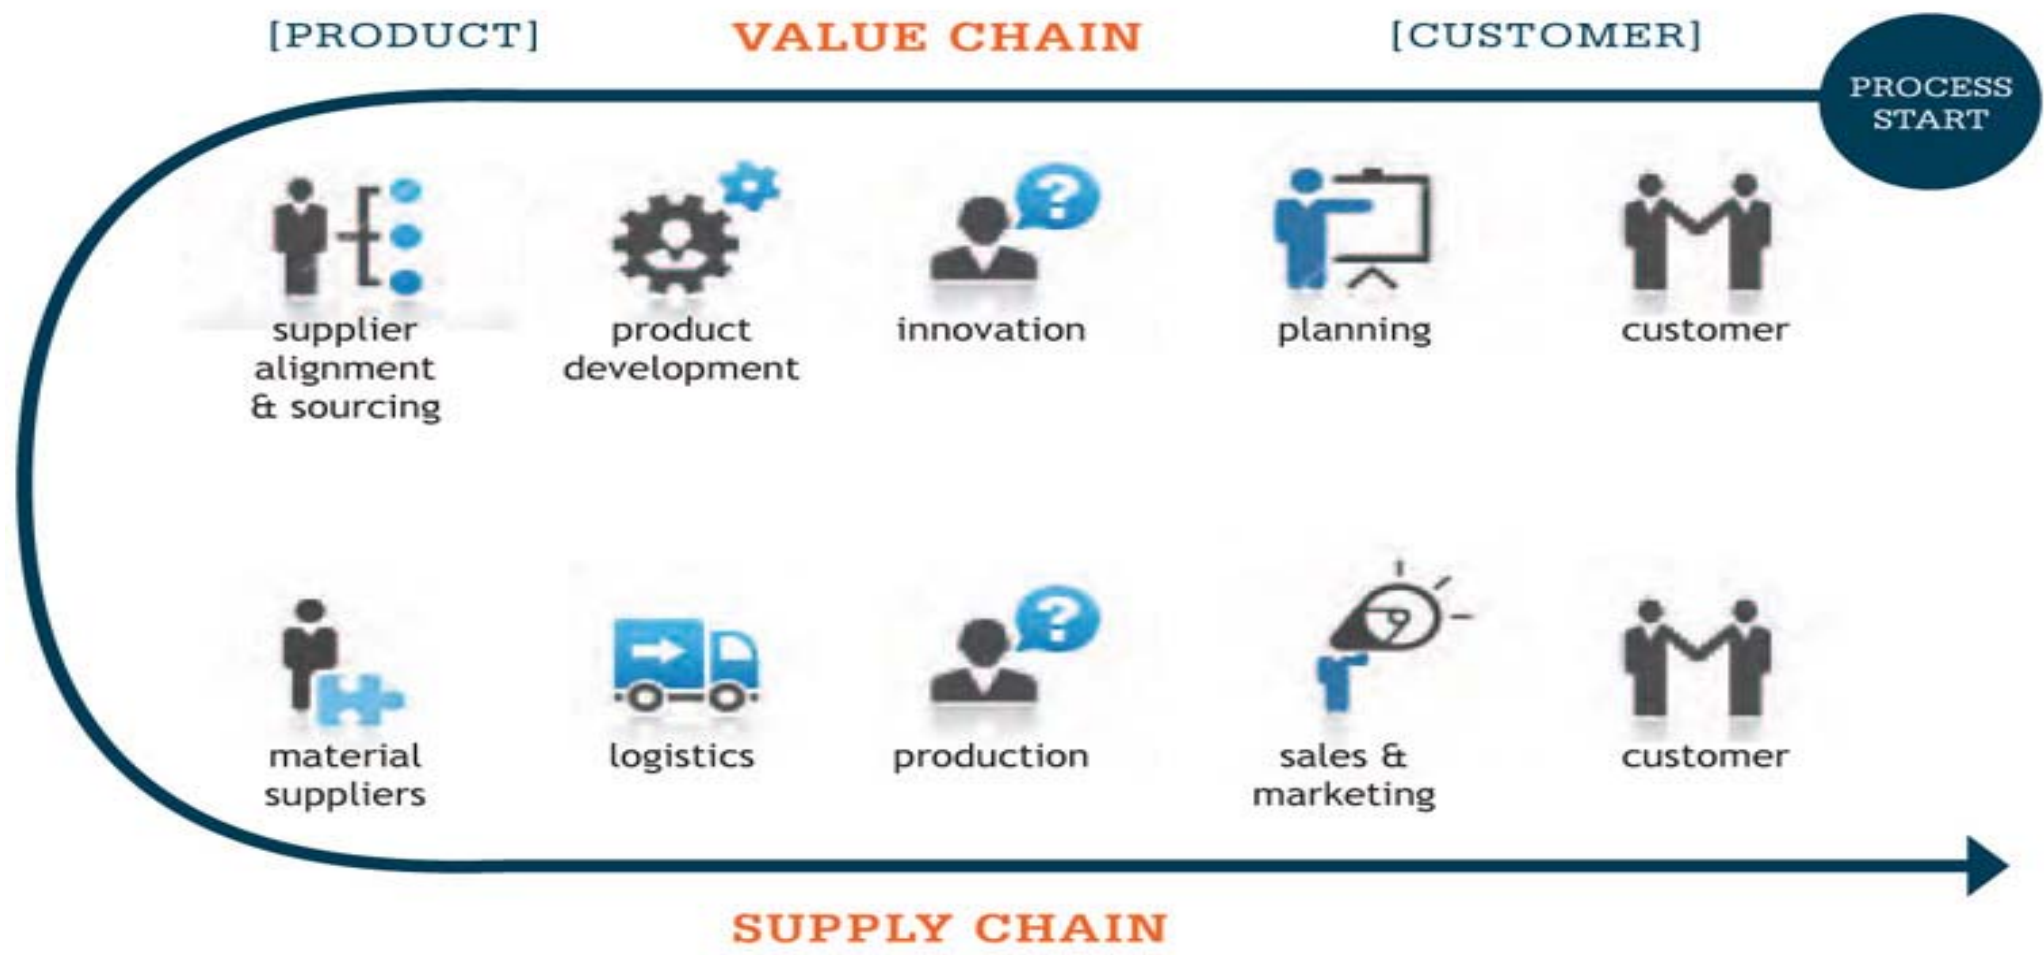 [PRODUCT]
VALUE CHAIN
[CUSTOMER]
PROCESS
START
supplier
alignment
& sourcing
product
development
innovation
planning
customer
material
suppliers
logistics
production
sales &
marketing
customer
SUPPLY CHAIN